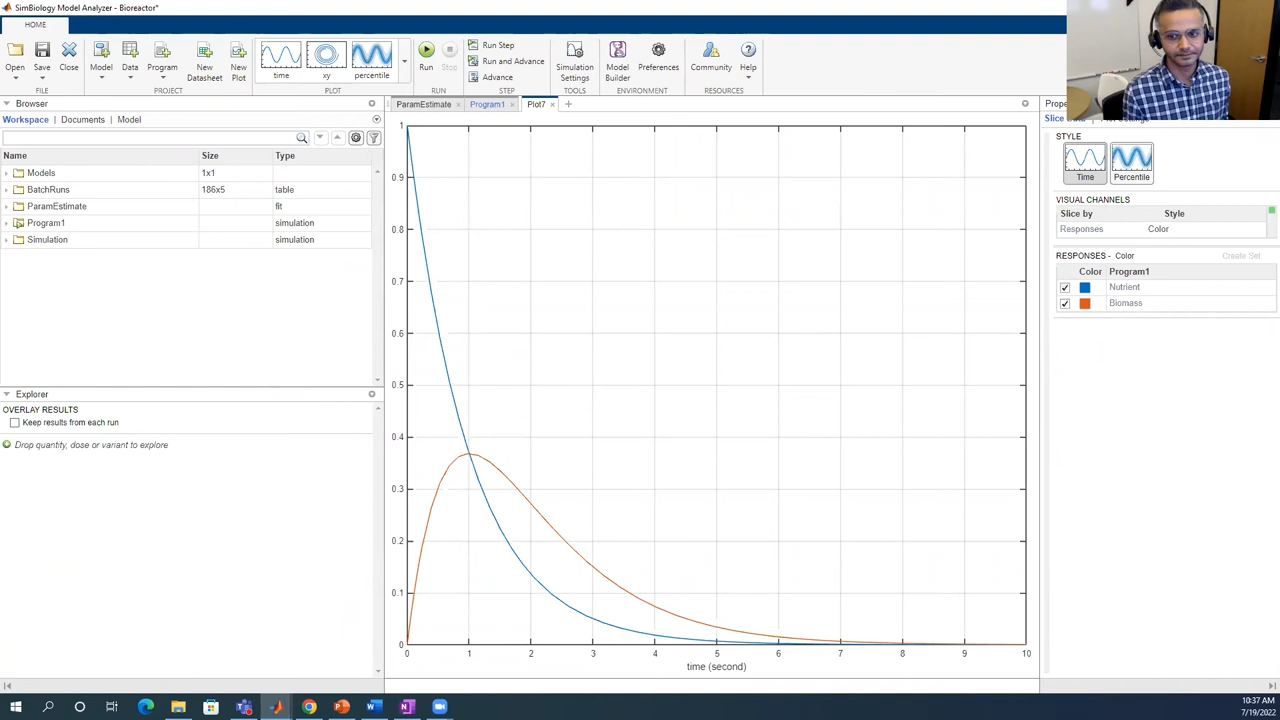 SimBiology Model Analyzer - Bioreactor*
HOME
Open
Save
Close
Model
Data
Program
New Datasheet
New Plot
time
xy
percentile
Run
Stop
Run Step
Run and Advance
Advance
Simulation Settings
Model Builder
Preferences
Community
Help
FILE
PROJECT
PLOT
RUN
STEP
TOOLS
ENVIRONMENT
RESOURCES
Browser
Workspace Documents Model
Name Size Type
Models 1x1
BatchRuns 186x5 table
ParamEstimate fit
Program1 simulation
Simulation simulation
Explorer
OVERLAY RESULTS
Keep results from each run
Drop quantity, dose or variant to explore
ParamEstimate Program1 Plot7
1
0.9
0.8
0.7
0.6
0.5
0.4
0.3
0.2
0.1
0
0 1 2 3 4 5 6 7 8 9 10
time (second)
STYLE
Time
Percentile
VISUAL CHANNELS
Slice by Style
Responses Color
RESPONSES - Color Create Set
Color Program1
Nutrient
Biomass
10:37 AM
7/19/2022